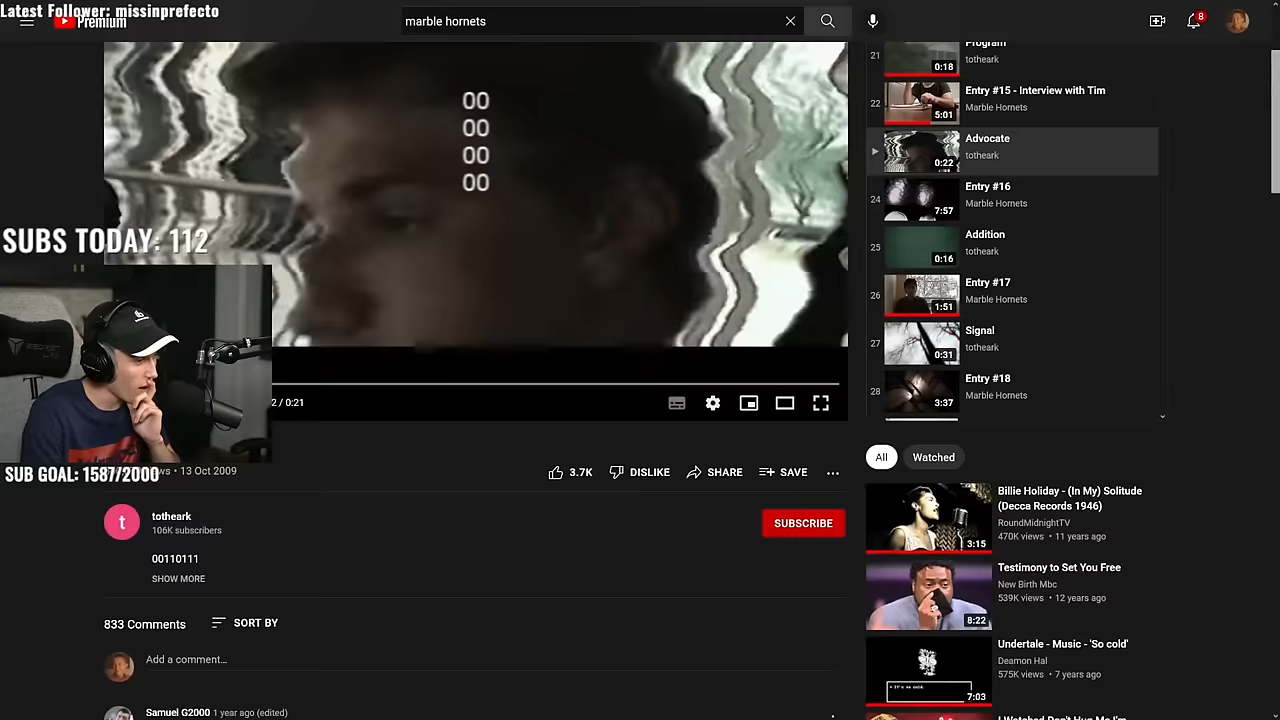 Latest Follower: missinprefecto
Premium
marble hornets
8
00
00
00
00
SUBS TODAY: 112
2 / 0:21
SUB GOAL: 1587/2000
• 13 Oct 2009
3.7K
DISLIKE
SHARE
SAVE
t
totheark
106K subscribers
SUBSCRIBE
00110111
SHOW MORE
833 Comments
SORT BY
Add a comment...
Samuel G2000 1 year ago (edited)
21
0:18
Program
totheark
22
5:01
Entry #15 - Interview with Tim
Marble Hornets
0:22
Advocate
totheark
24
7:57
Entry #16
Marble Hornets
25
0:16
Addition
totheark
26
1:51
Entry #17
Marble Hornets
27
0:31
Signal
totheark
28
3:37
Entry #18
Marble Hornets
All
Watched
3:15
Billie Holiday - (In My) Solitude
(Decca Records 1946)
RoundMidnightTV
470K views • 11 years ago
8:22
Testimony to Set You Free
New Birth Mbc
539K views • 12 years ago
7:03
Undertale - Music - 'So cold'
Deamon Hal
575K views • 7 years ago
I Watched Don't Hug Me I'm